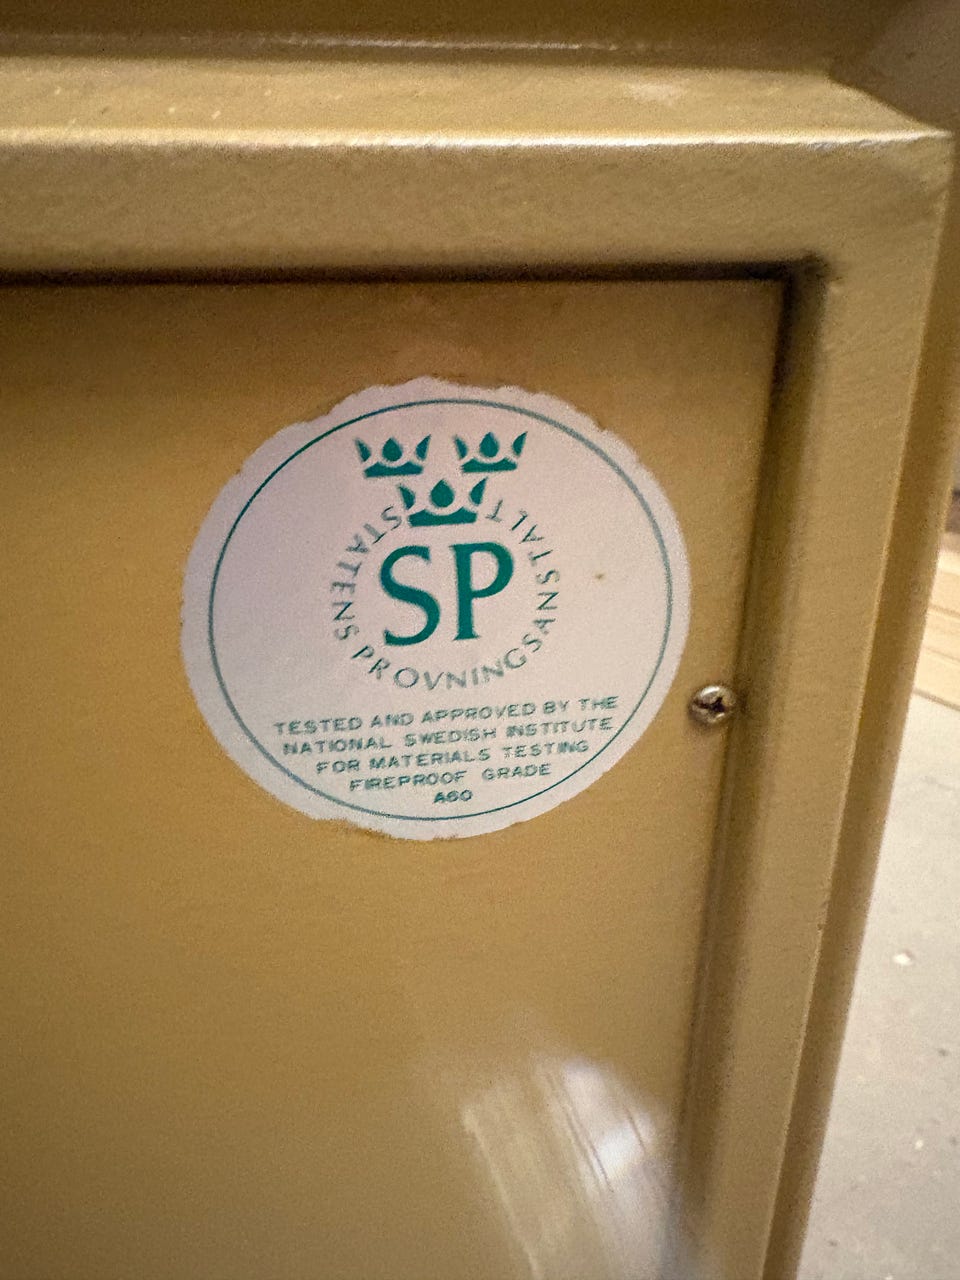 STATENS PROVNINGSANSTALT
SP
TESTED AND APPROVED BY THE
NATIONAL SWEDISH INSTITUTE
FOR MATERIALS TESTING
FIREPROOF GRADE
A60